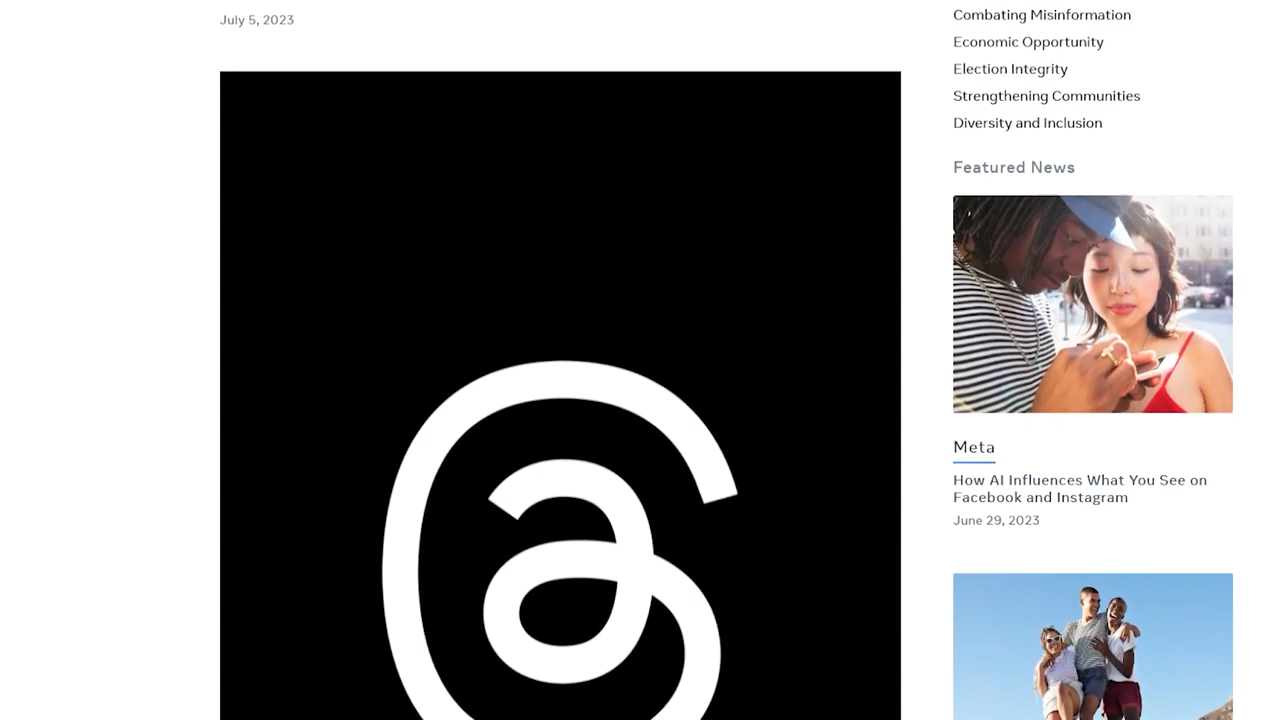 July 5, 2023
Combating Misinformation
Economic Opportunity
Election Integrity
Strengthening Communities
Diversity and Inclusion
Featured News
Meta
How AI Influences What You See on
Facebook and Instagram
June 29, 2023